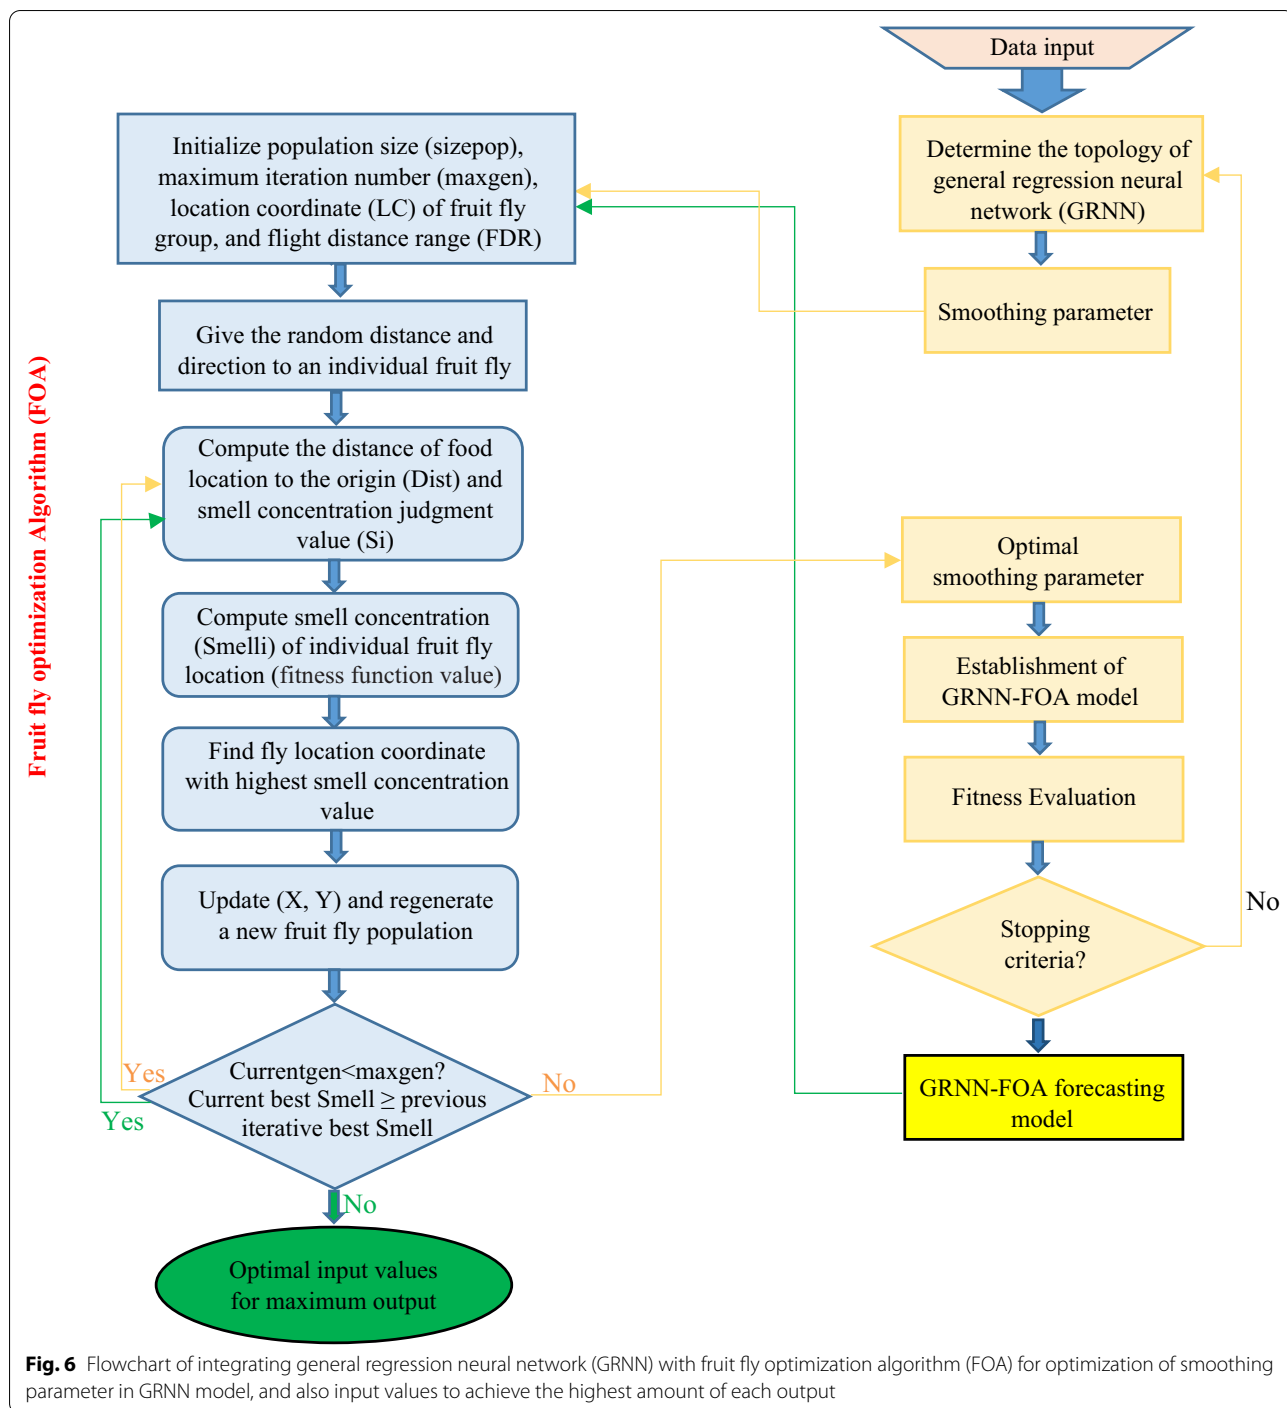 Data input
Determine the topology of
general regression neural
network (GRNN)
Smoothing parameter
Initialize population size (sizepop),
maximum iteration number (maxgen),
location coordinate (LC) of fruit fly
group, and flight distance range (FDR)
Give the random distance and
direction to an individual fruit fly
Compute the distance of food
location to the origin (Dist) and
smell concentration judgment
value (Si)
Compute smell concentration
(Smelli) of individual fruit fly
location (fitness function value)
Find fly location coordinate
with highest smell concentration
value
Update (X, Y) and regenerate
a new fruit fly population
Currentgen<maxgen?
Current best Smell ≥ previous
iterative best Smell
Yes
Yes
No
No
Optimal input values
for maximum output
Fruit fly optimization Algorithm (FOA)
Optimal
smoothing parameter
Establishment of
GRNN-FOA model
Fitness Evaluation
Stopping
criteria?
No
GRNN-FOA forecasting
model
Fig. 6 Flowchart of integrating general regression neural network (GRNN) with fruit fly optimization algorithm (FOA) for optimization of smoothing
parameter in GRNN model, and also input values to achieve the highest amount of each output